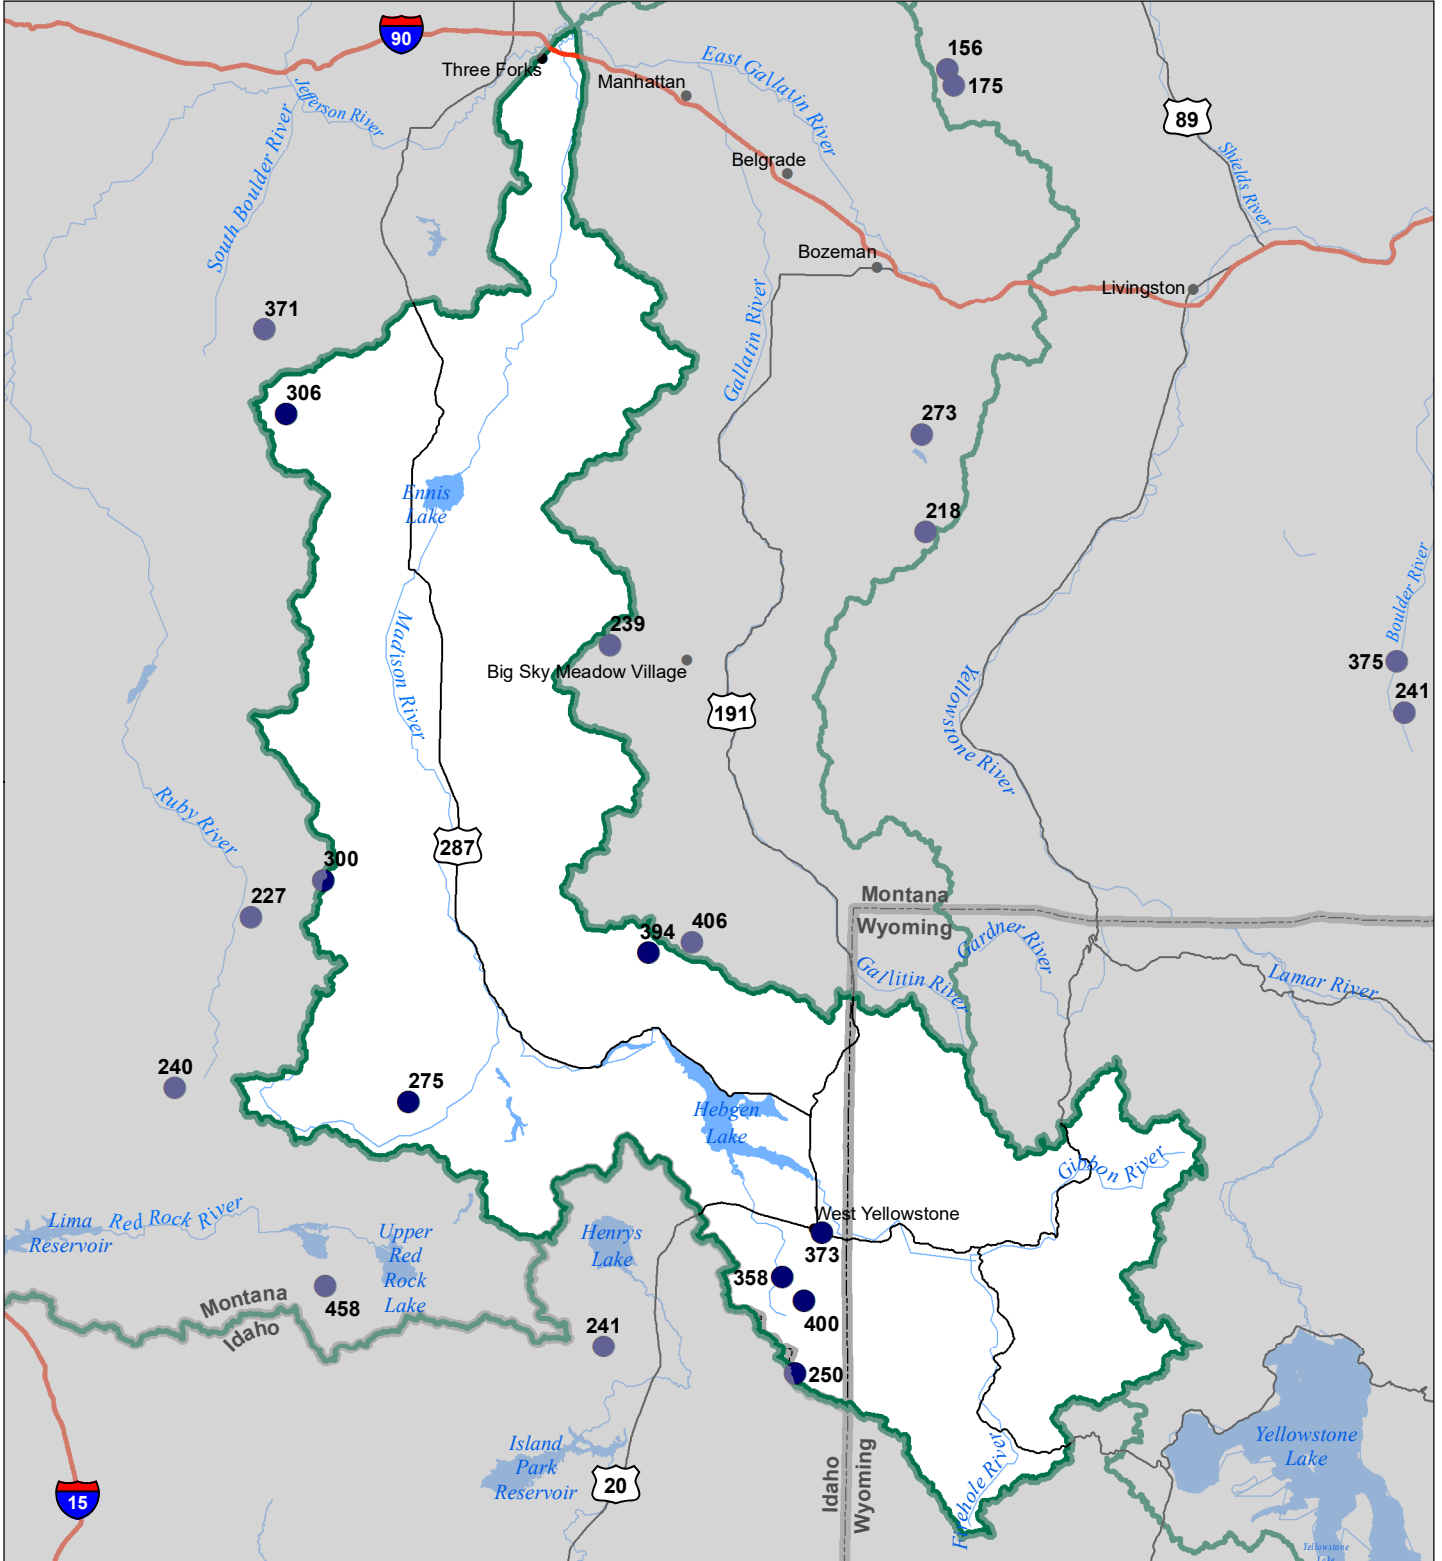 90
Three Forks
Manhattan
East Gallatin River
156
175
89
Jefferson River
South Boulder River
Belgrade
Shields River
Bozeman
Livingston
Gallatin River
371
306
273
Ennis
Lake
218
Madison River
239
Big Sky Meadow Village
Boulder River
375
241
191
Yellowstone River
Ruby River
287
300
227
Montana
Wyoming
394
406
Gardner River
Gallitin River
Lamar River
240
275
Hebgen
Lake
Gibbon River
West Yellowstone
373
Lima
Reservoir
Red Rock River
Upper
Red
Rock
Lake
Henrys
Lake
358
400
458
Montana
Idaho
241
250
Island
Park
Reservoir
20
Idaho
Wyoming
Firehole River
Yellowstone
Lake
15
Yellowstone
Lake